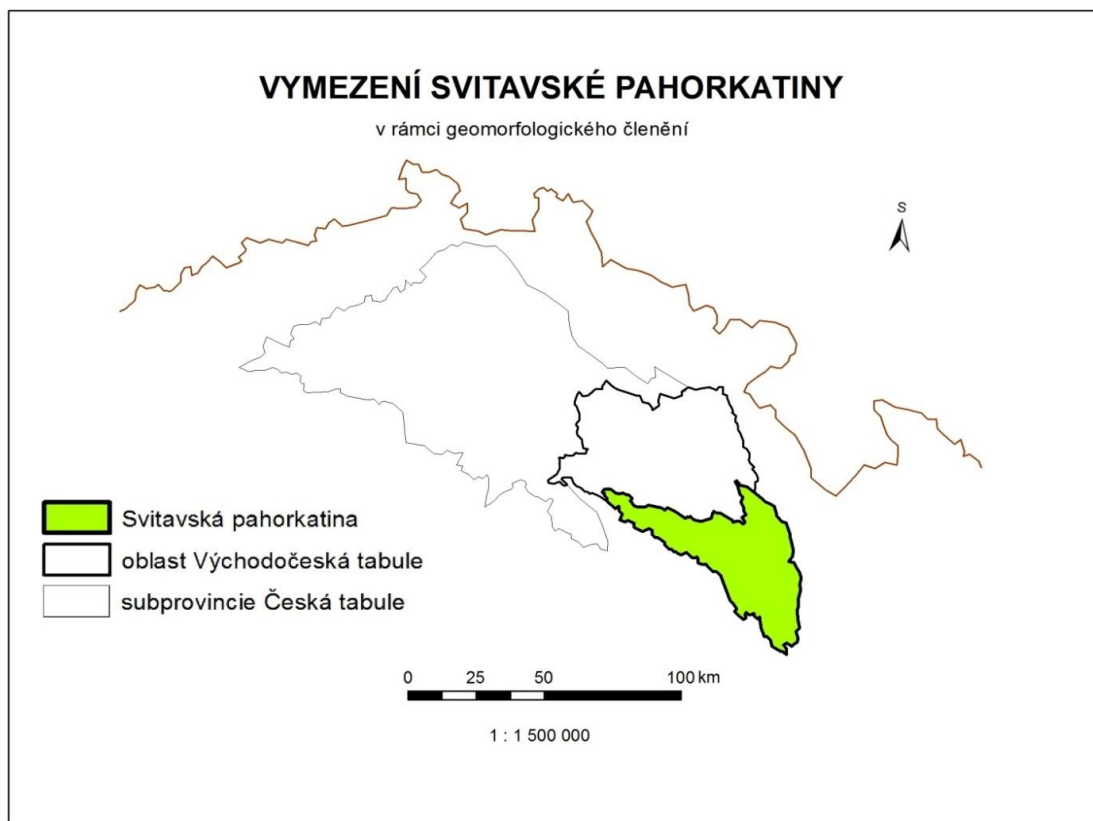 VYMEZENÍ SVITAVSKÉ PAHORKATINY
v rámci geomorfologického členění
S
Svitavská pahorkatina
oblast Východočeská tabule
subprovincie Česká tabule
0 25 50 100 km
1 : 1 500 000